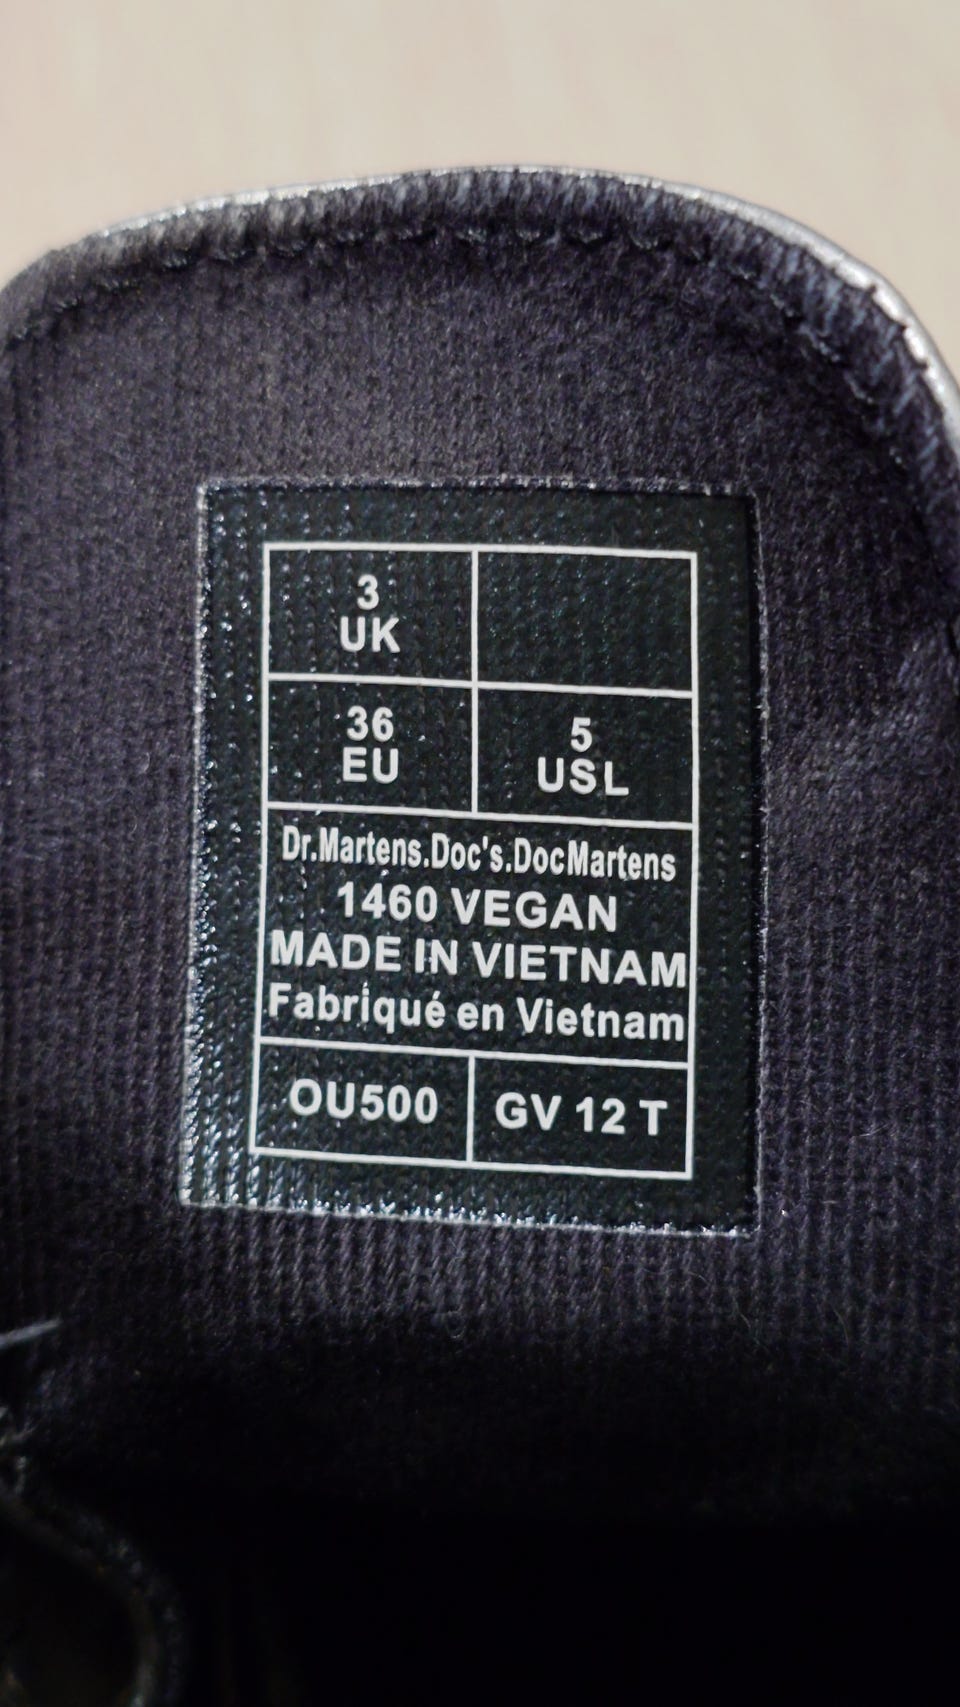 3
UK
36
EU
5
USL
Dr.Martens.Doc's.DocMartens
1460 VEGAN
MADE IN VIETNAM
Fabriqué en Vietnam
OU500
GV 12 T